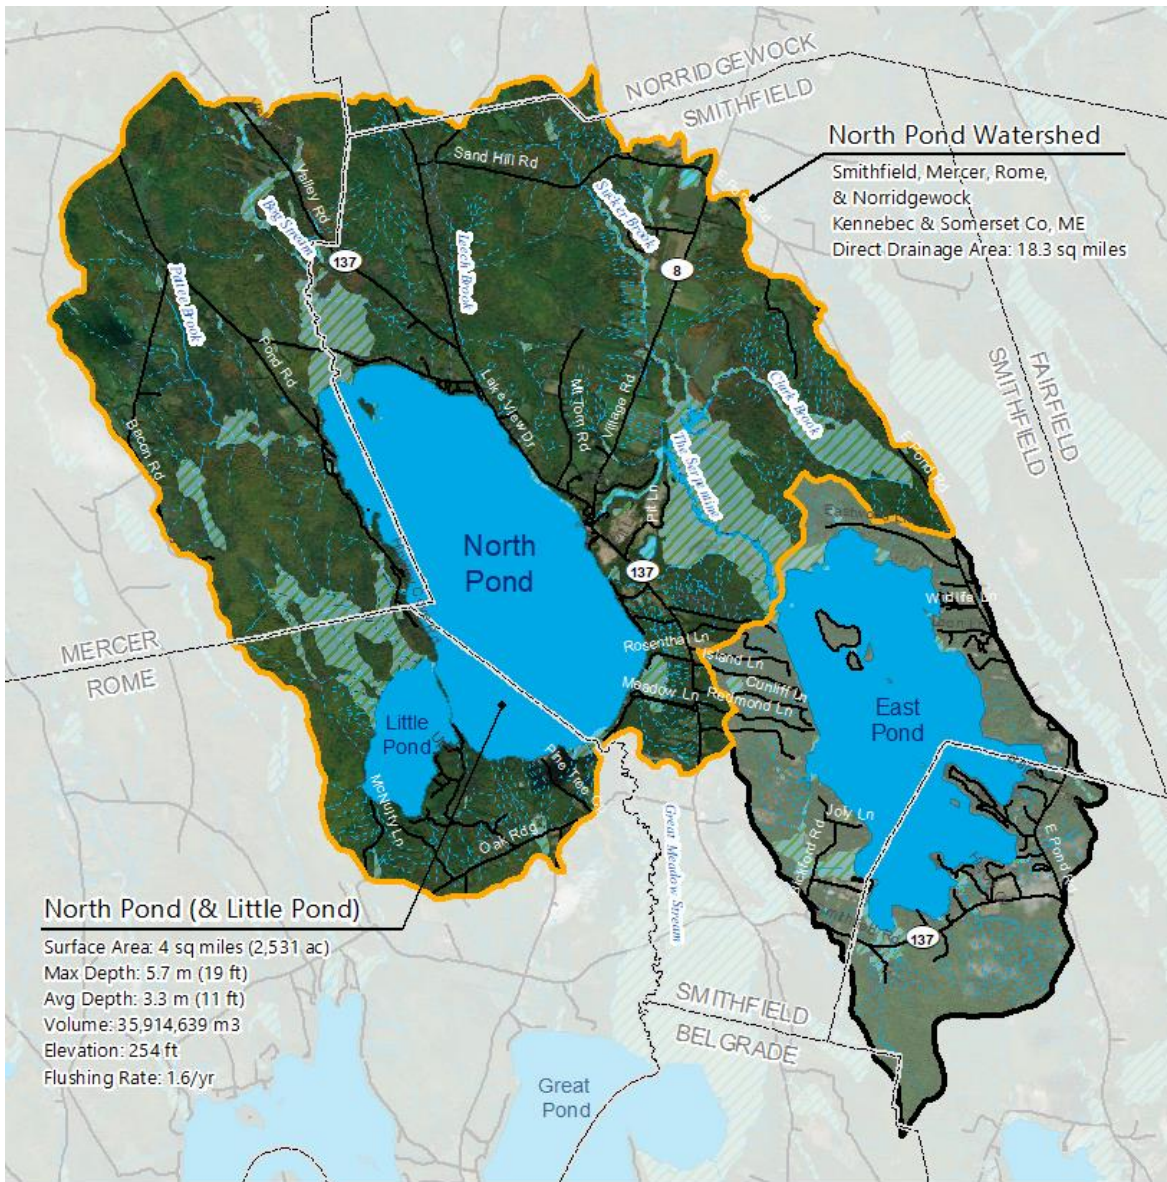 NORRIDGEWOCK
SMITHFIELD
North Pond Watershed
Smithfield, Mercer, Rome,
& Norridgewock
Kennebec & Somerset Co, ME
Direct Drainage Area: 18.3 sq miles
Sand Hill Rd
Valley Rd
Bog Stream
Sucker Brook
Leech Brook
137
8
Pattee Brook
Pond Rd
Bacon Rd
Lake View Dr
Mt Tom Rd
Village Rd
Clark Brook
The Serpentine
Pit Ln
E Pond Rd
FAIRFIELD
SMITHFIELD
North
Pond
137
Wildlife Ln
Rosenthal Ln
Island Ln
Cunliff Ln
Meadow Ln
Redmond Ln
MERCER
ROME
East
Pond
Little
Pond
Pine Tree
McNulty Ln
Oak Rdg
Joly Ln
E Pond
Great Meadow Stream
137
North Pond (& Little Pond)
Surface Area: 4 sq miles (2,531 ac)
Max Depth: 5.7 m (19 ft)
Avg Depth: 3.3 m (11 ft)
Volume: 35,914,639 m3
Elevation: 254 ft
Flushing Rate: 1.6/yr
SMITHFIELD
BELGRADE
Great
Pond